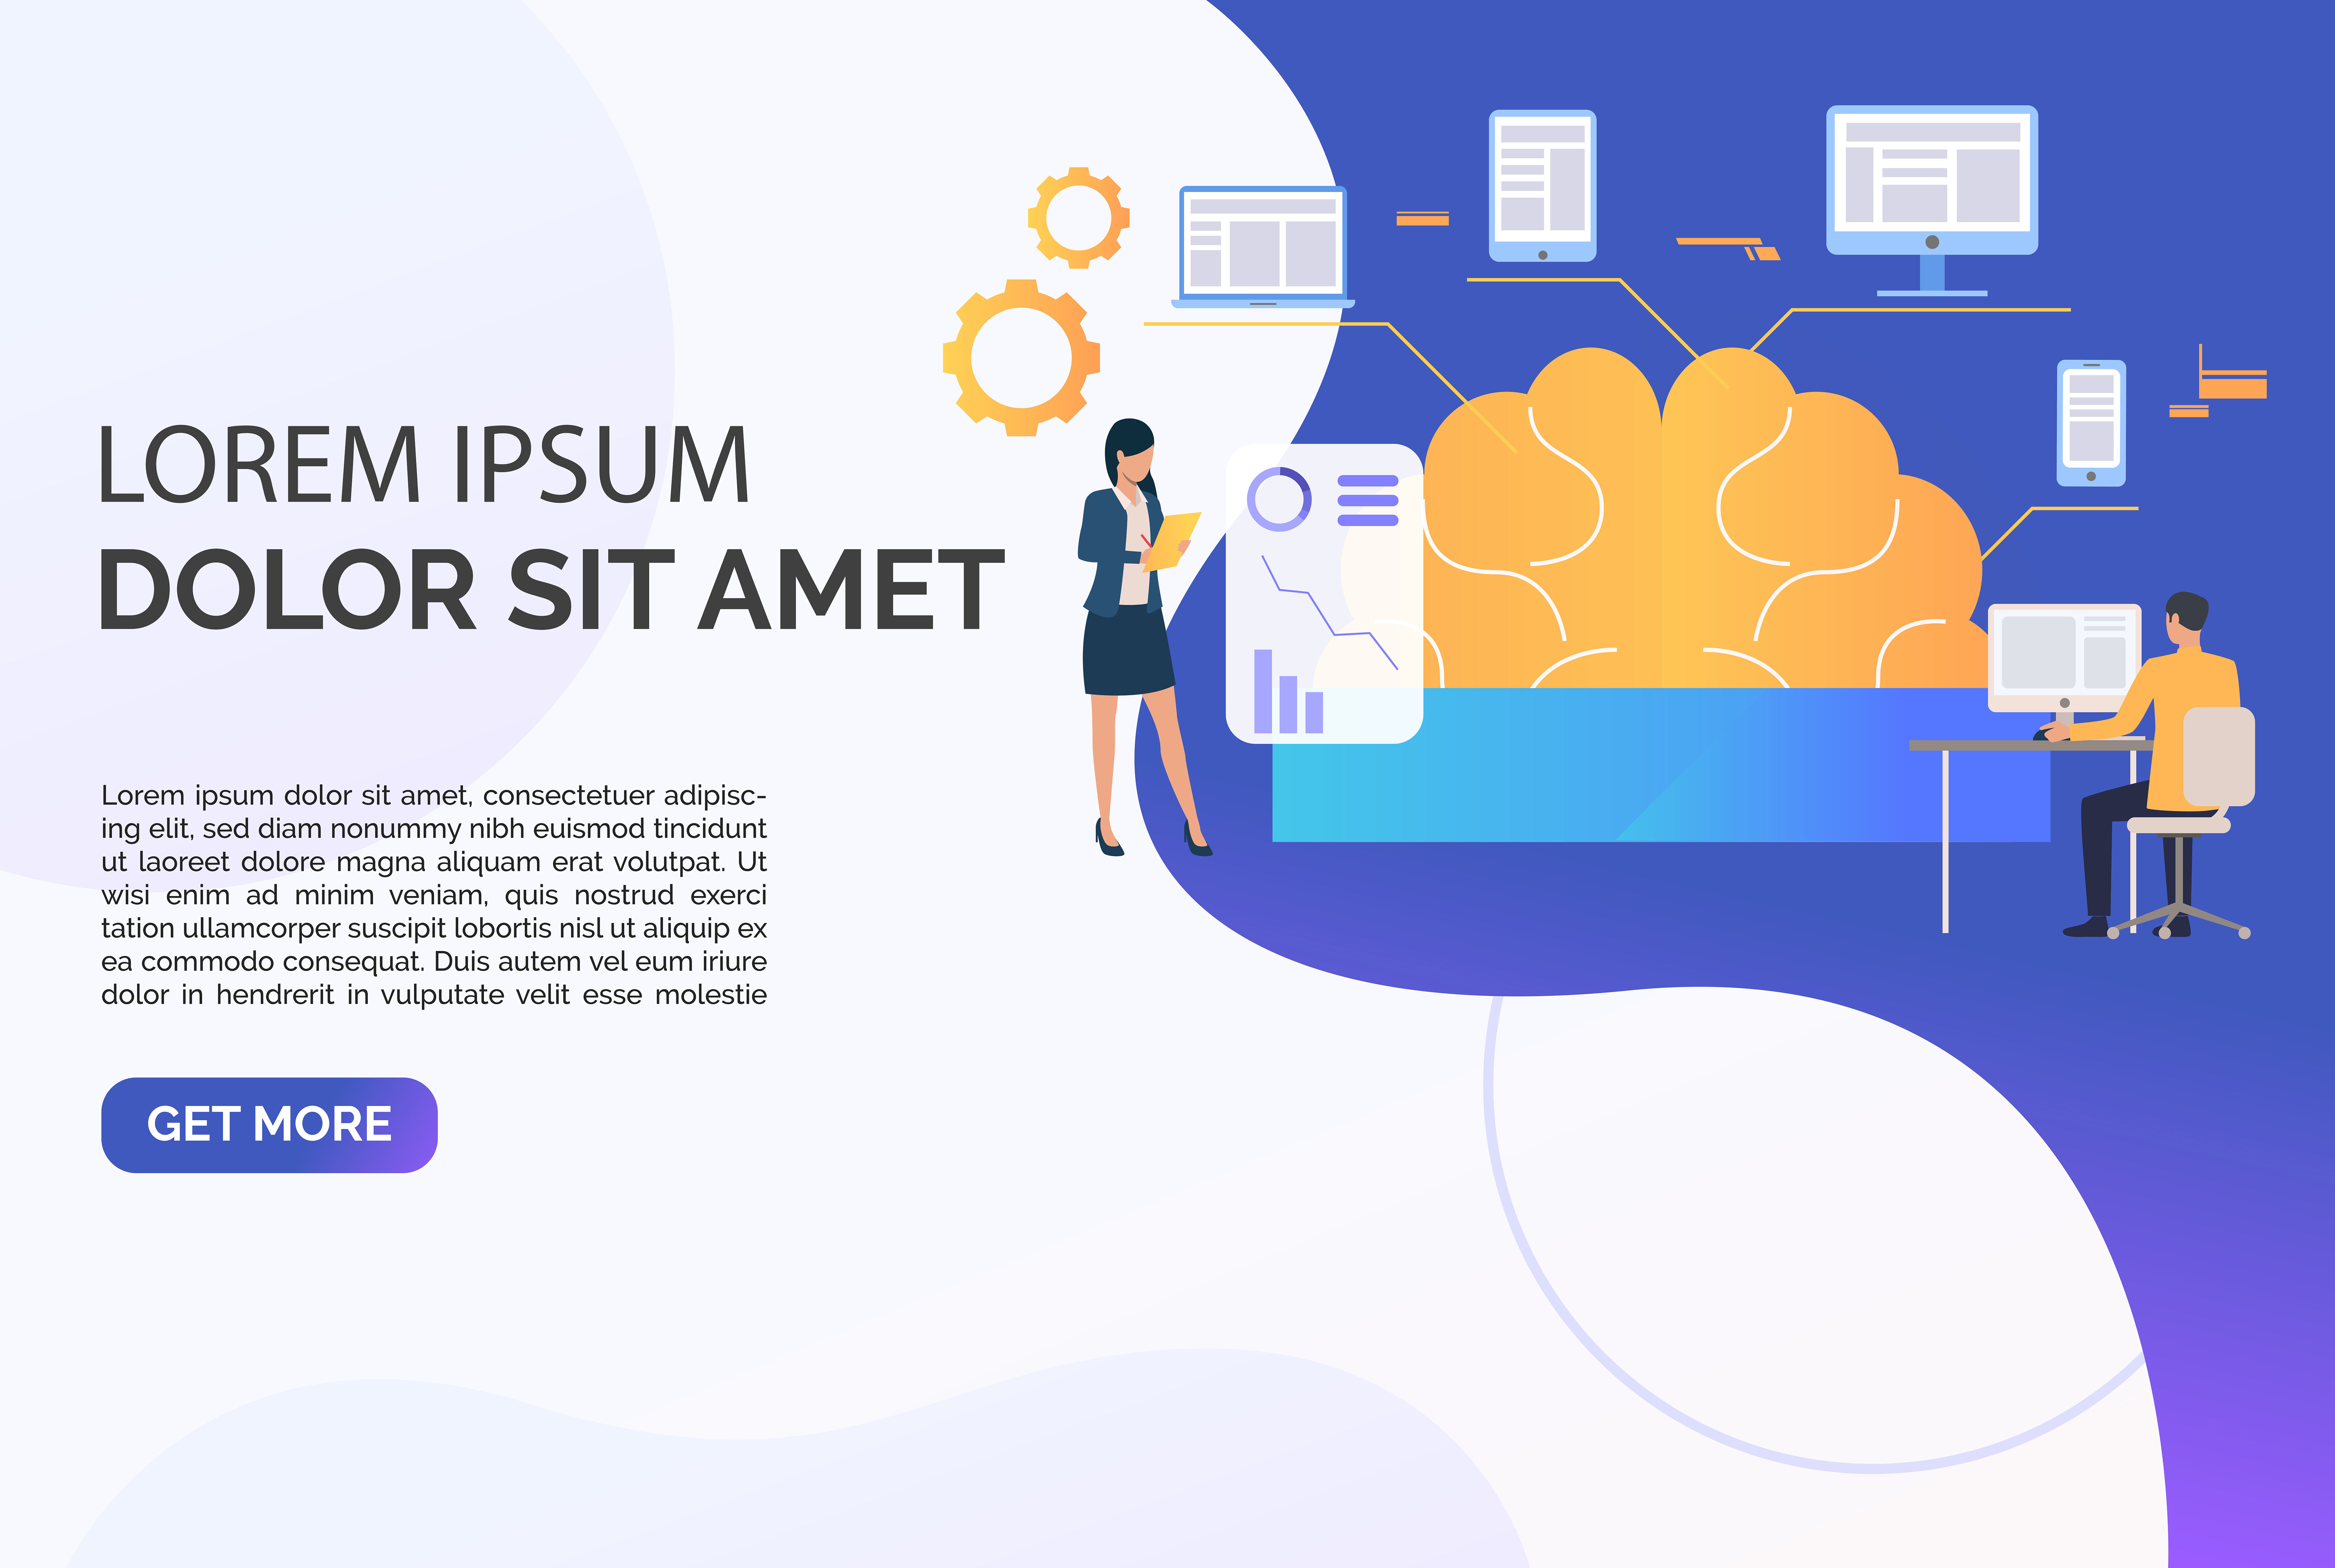 LOREM IPSUM
DOLOR SIT AMET
Lorem ipsum dolor sit amet, consectetuer adipisc-
ing elit, sed diam nonummy nibh euismod tincidunt
ut laoreet dolore magna aliquam erat volutpat. Ut
wisi enim ad minim veniam, quis nostrud exerci
tation ullamcorper suscipit lobortis nisl ut aliquip ex
ea commodo consequat. Duis autem vel eum iriure
dolor in hendrerit in vulputate velit esse molestie
GET MORE